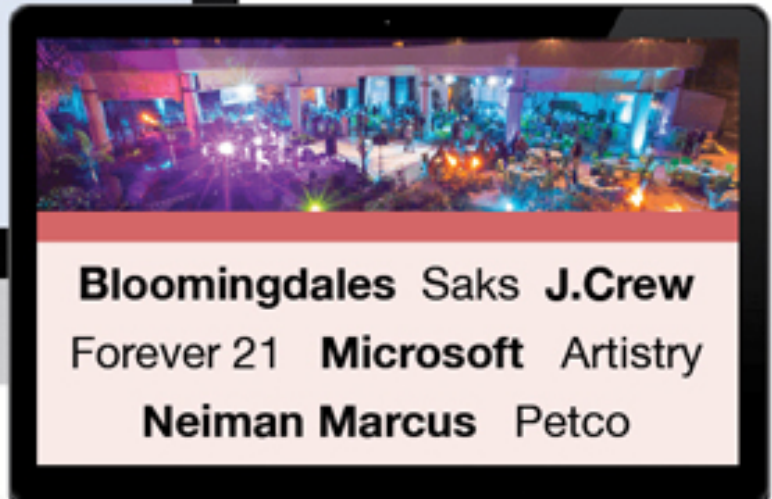 Bloomingdales Saks J.Crew
Forever 21 Microsoft Artistry
Neiman Marcus Petco